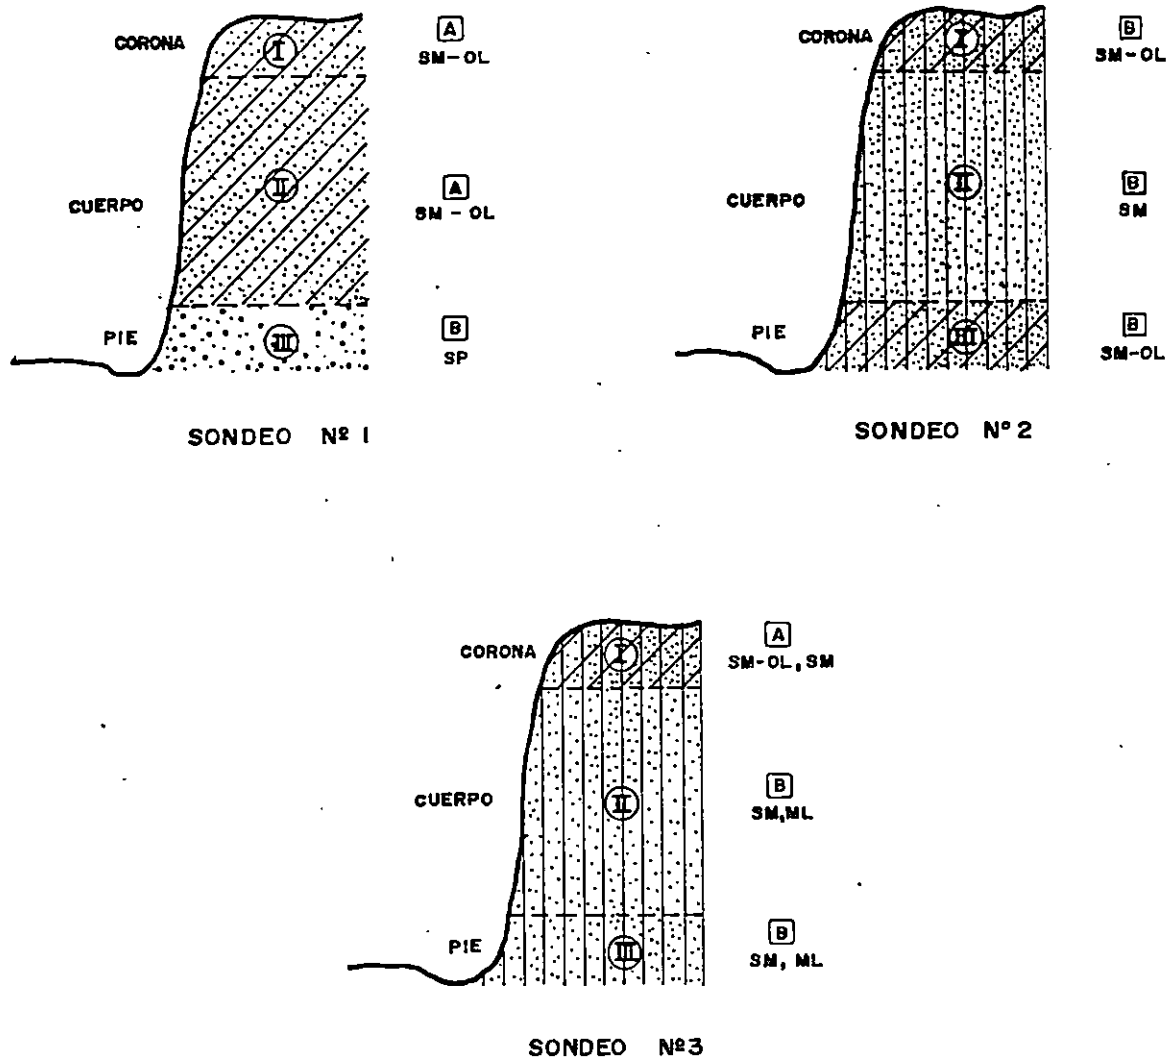 CORONA
I
A
SM-OL
CUERPO
II
A
SM-OL
PIE
III
B
SP
SONDEO Nº 1
CORONA
I
B
SM-OL
CUERPO
II
B
SM
PIE
III
B
SM-OL
SONDEO Nº 2
CORONA
I
A
SM-OL, SM
CUERPO
II
B
SM,ML
PIE
III
B
SM, ML
SONDEO Nº3